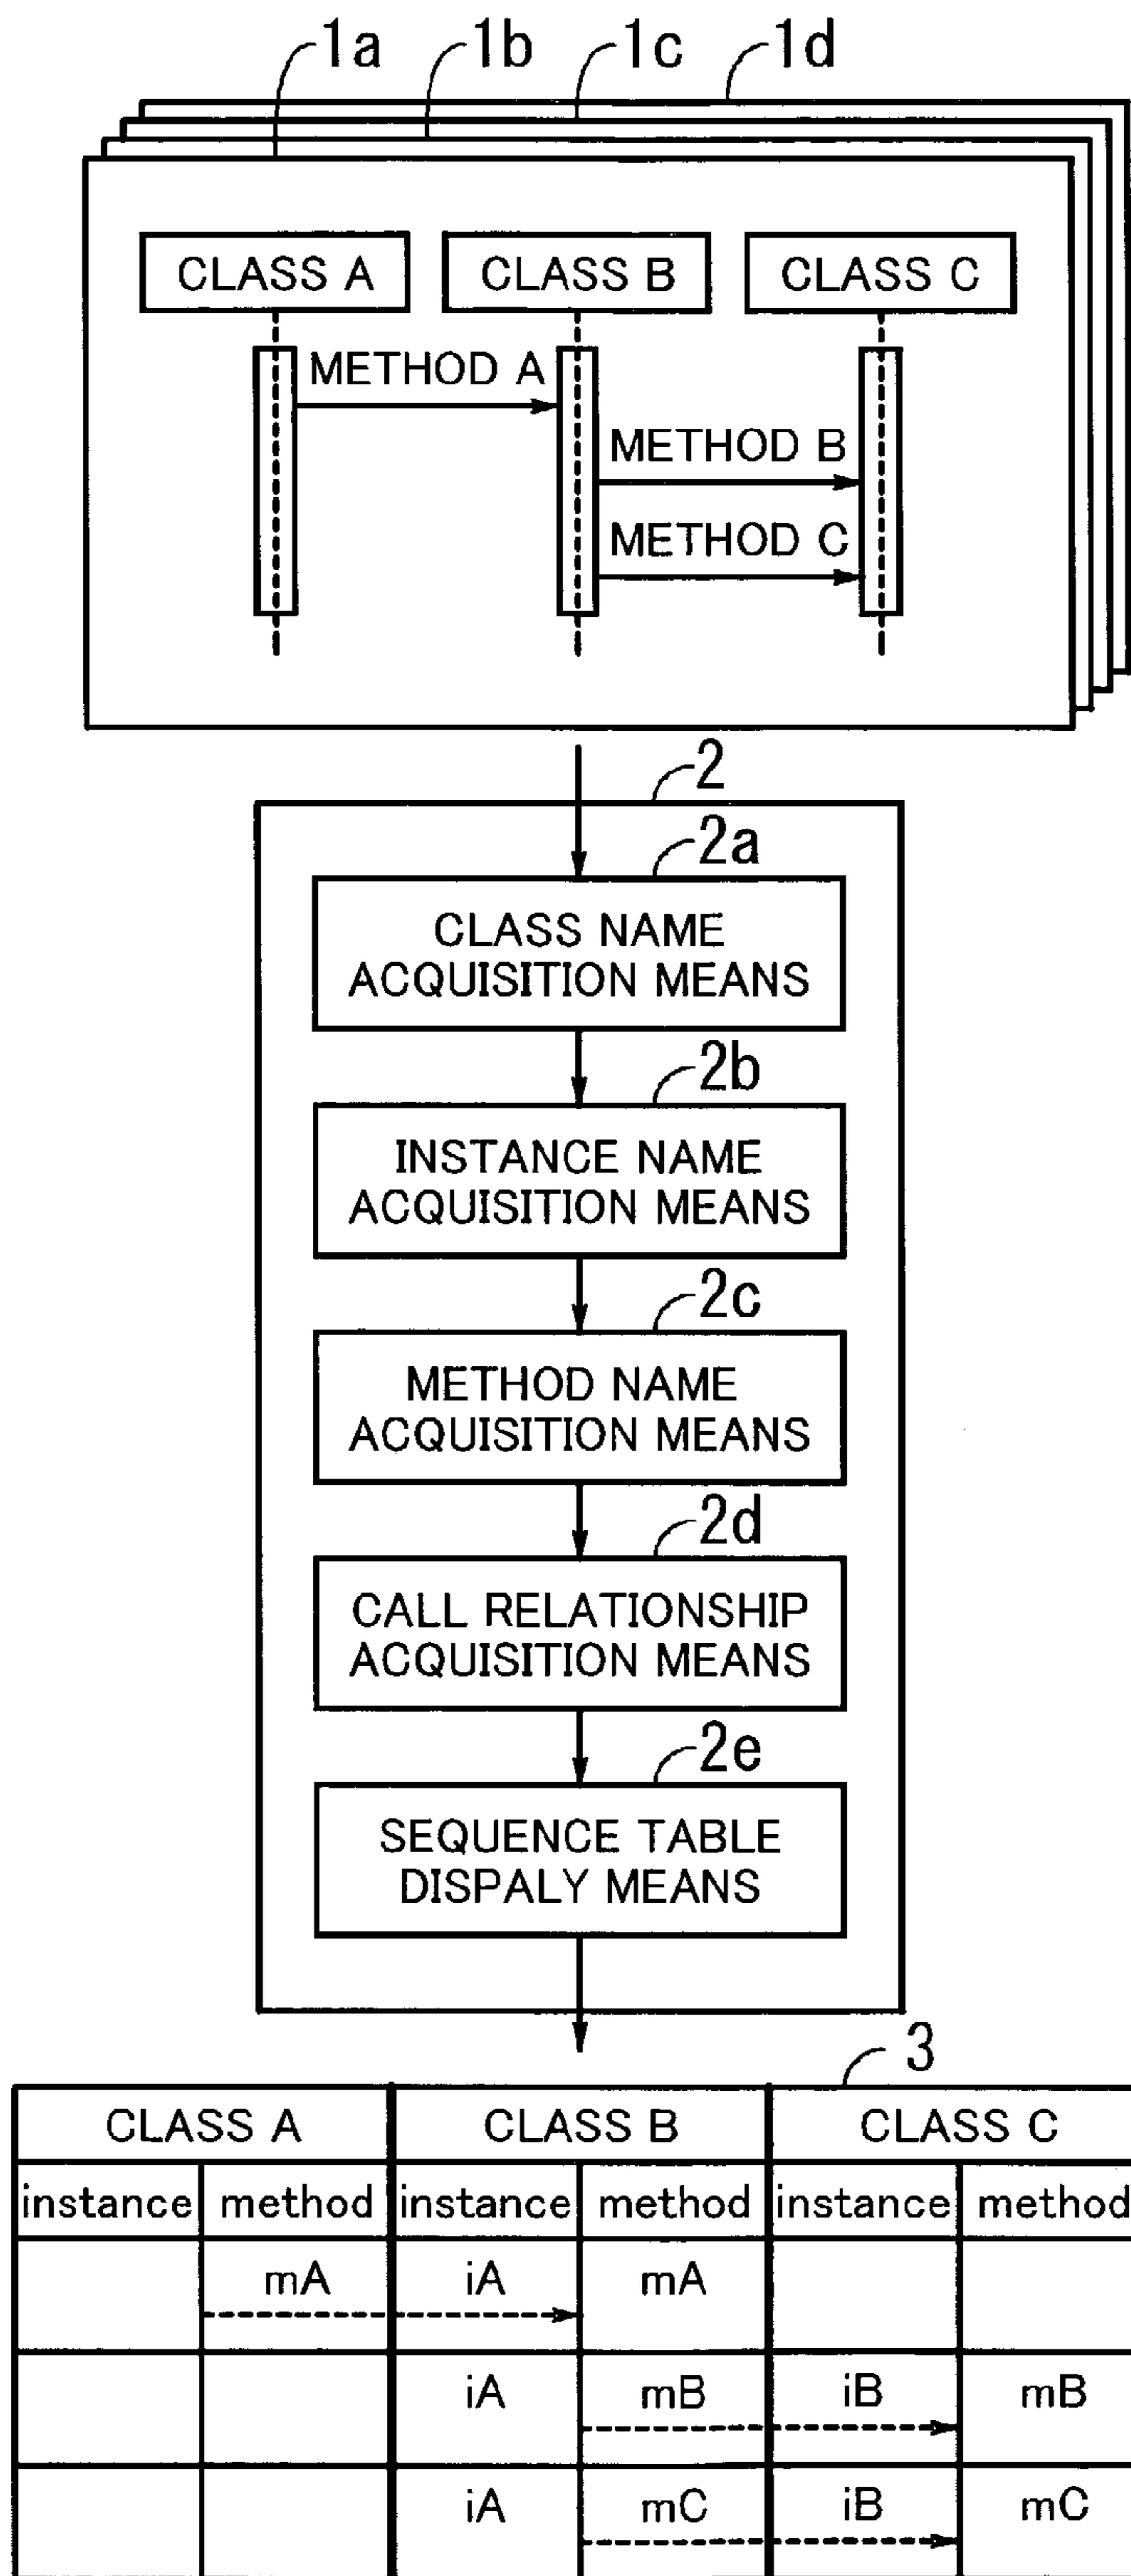 1a 1b 1c 1d
CLASS A CLASS B CLASS C
METHOD A
METHOD B
METHOD C
2
2a
CLASS NAME
ACQUISITION MEANS
2b
INSTANCE NAME
ACQUISITION MEANS
2c
METHOD NAME
ACQUISITION MEANS
2d
CALL RELATIONSHIP
ACQUISITION MEANS
2e
SEQUENCE TABLE
DISPALY MEANS
3
CLASS A CLASS B CLASS C
instance method instance method instance method
mA iA mA
iA mB iB mB
iA mC iB mC